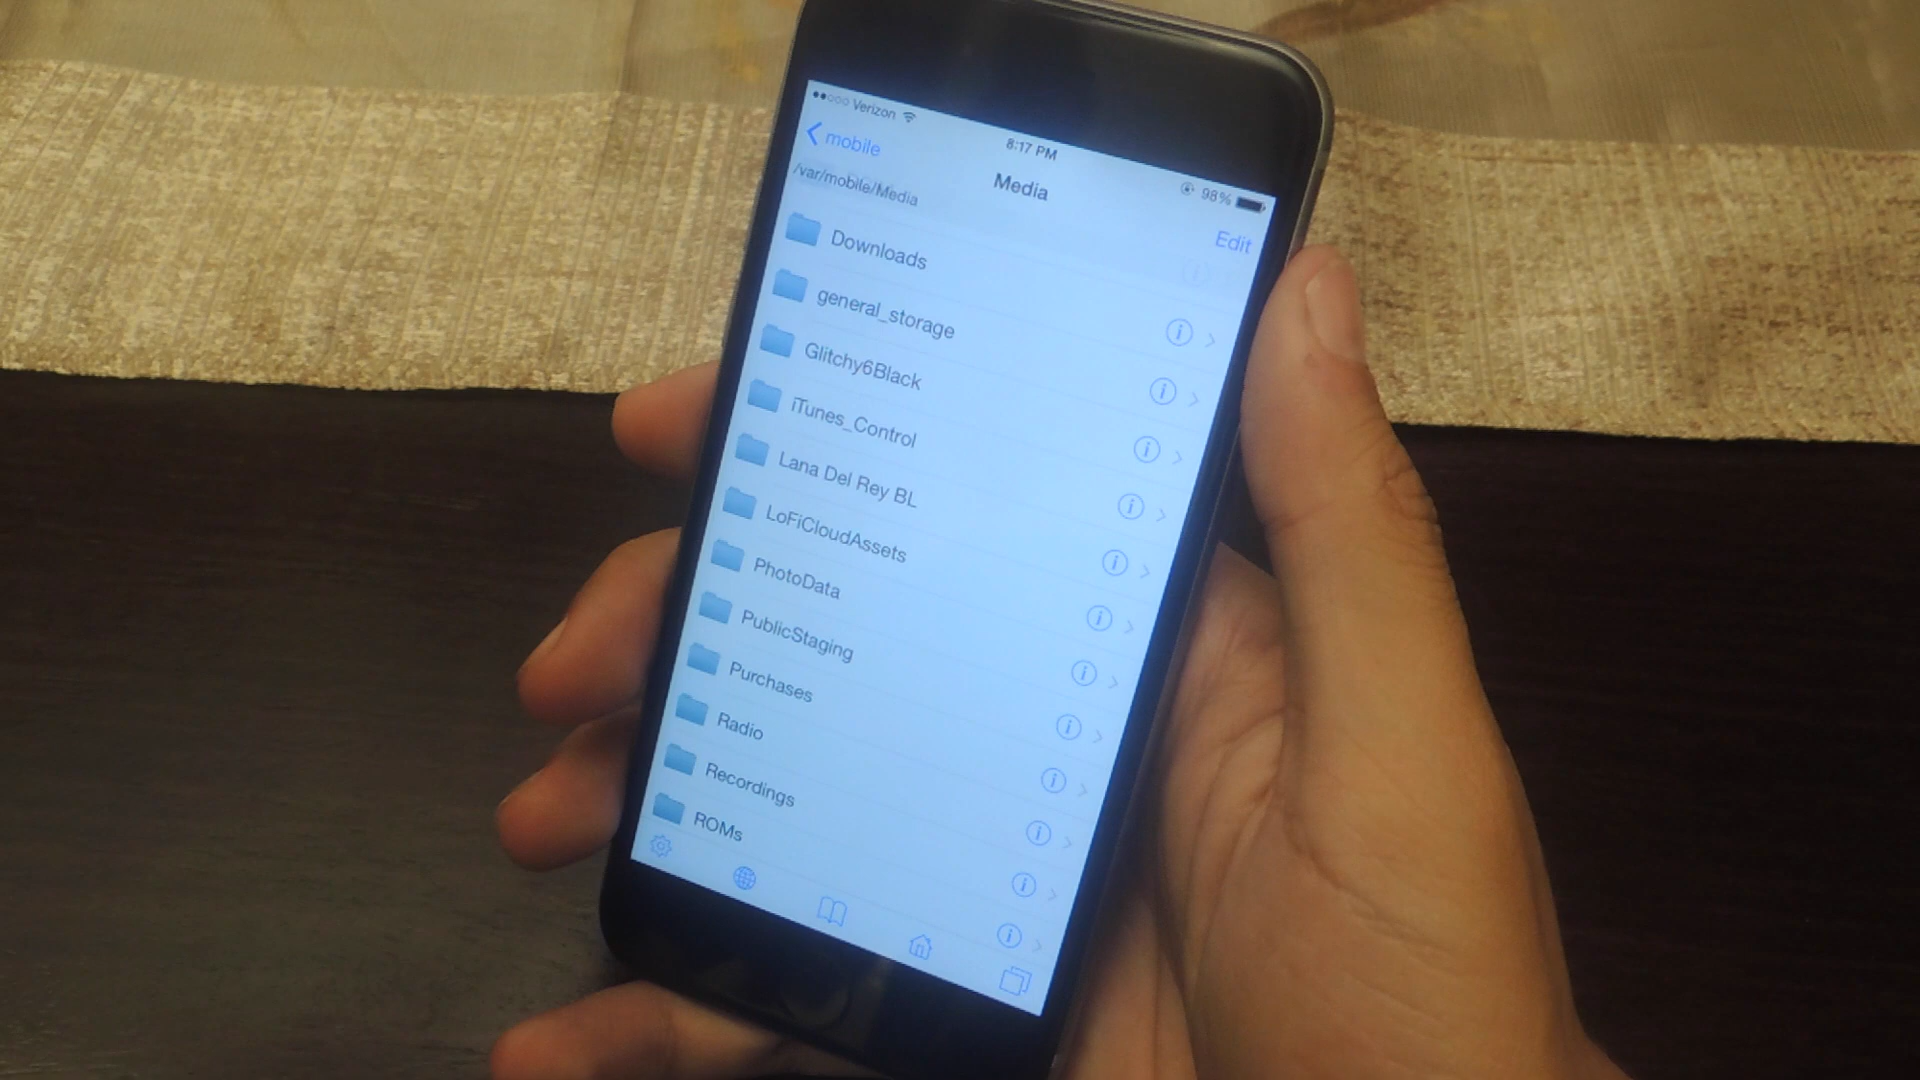 Verizon
8:17 PM
98%
mobile
Media
Edit
/var/mobile/Media
Downloads
general_storage
Glitchy6Black
iTunes_Control
Lana Del Rey BL
LoFiCloudAssets
PhotoData
PublicStaging
Purchases
Radio
Recordings
ROMs